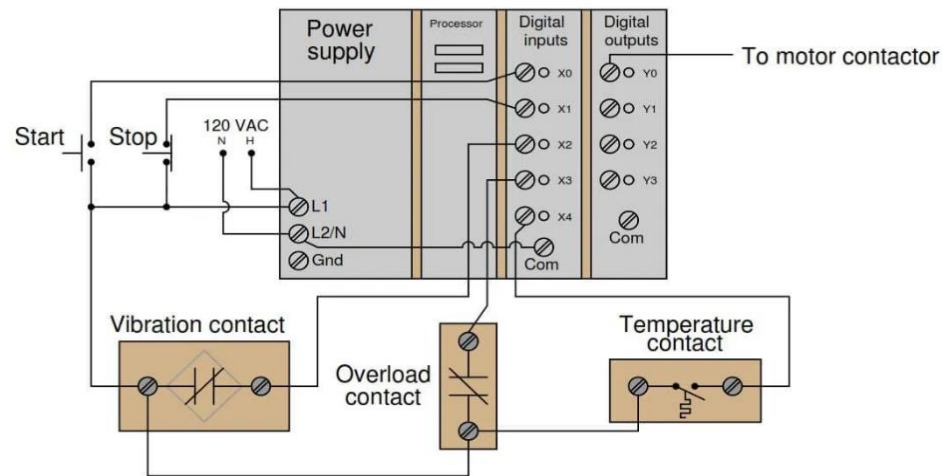 Power
supply
Processor
Digital
inputs
Digital
outputs
X0
Y0
To motor contactor
X1
Y1
Start
Stop
120 VAC
N
H
X2
Y2
X3
Y3
L1
X4
L2/N
Com
Com
Gnd
Vibration contact
Overload
contact
Temperature
contact